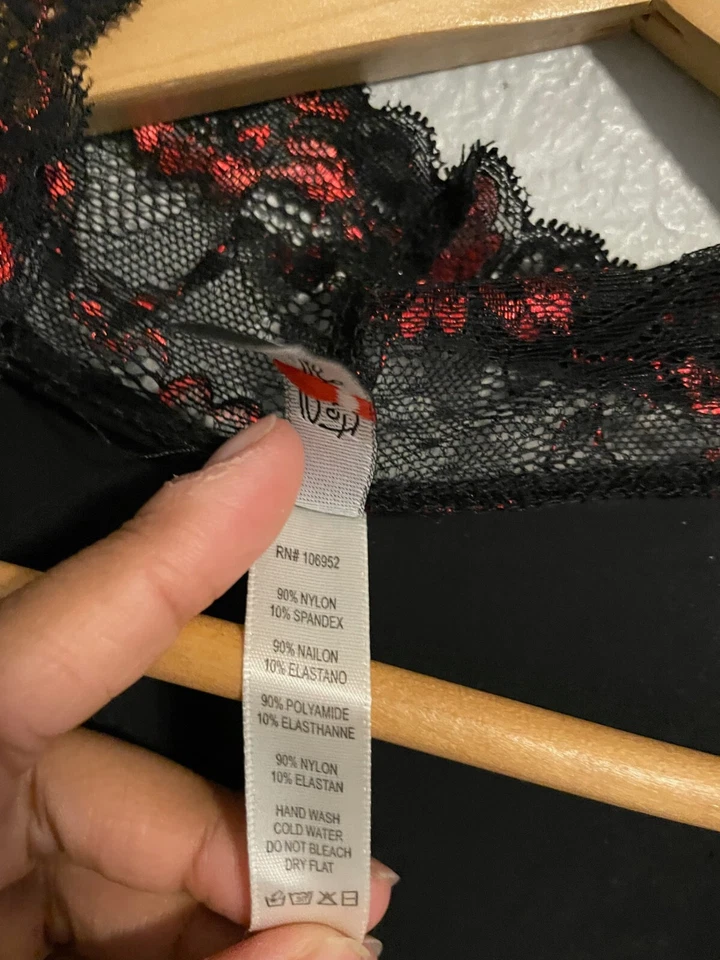 RN# 106952
90% NYLON
10% SPANDEX
90% NAILON
10% ELASTANO
90% POLYAMIDE
10% ELASTHANNE
90% NYLON
10% ELASTAN
HAND WASH
COLD WATER
DO NOT BLEACH
DRY FLAT